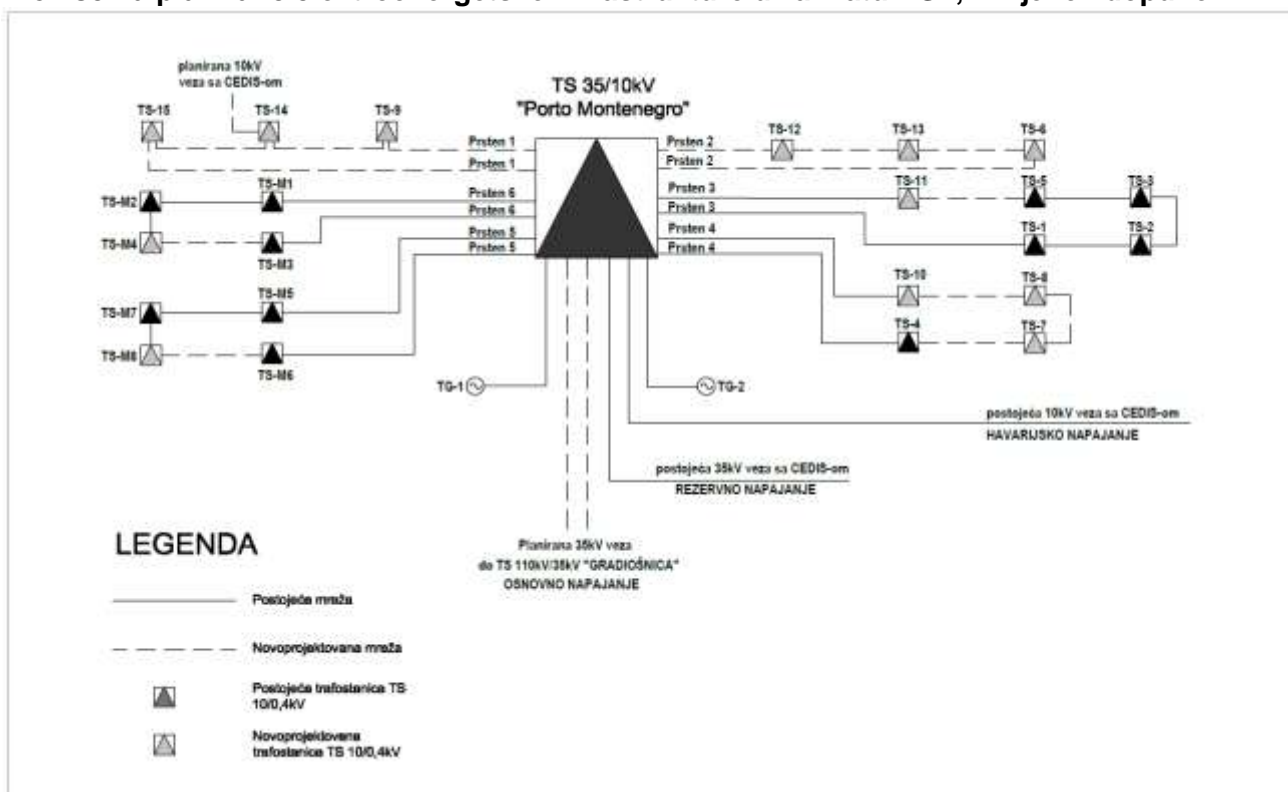 planirana 10kV
veza sa CEDIS-om
TS 35/10kV
"Porto Montenegro"
TS-15
TS-14
TS-9
TS-12
TS-13
TS-6
Prsten 1
Prsten 1
Prsten 2
Prsten 2
TS-M1
TS-M2
Prsten 6
Prsten 6
TS-M4
TS-M3
Prsten 5
Prsten 5
Prsten 3
Prsten 3
TS-11
TS-5
TS-3
TS-1
TS-2
Prsten 4
Prsten 4
TS-10
TS-8
TS-4
TS-7
TS-M5
TS-M7
TS-M8
TS-M6
TG-1
TG-2
postojeća 10kV veza sa CEDIS-om
HAVARIJSKO NAPAJANJE
postojeća 35kV veza sa CEDIS-om
REZERVNO NAPAJANJE
Planirana 35kV veza
do TS 110kV/35kV "GRADIOŠNICA"
OSNOVNO NAPAJANJE
LEGENDA
Postojeća mreža
Novoprojektovana mreža
Postojeća trafostanica TS
10/0,4kV
Novoprojektovana
trafostanica TS 10/0,4kV